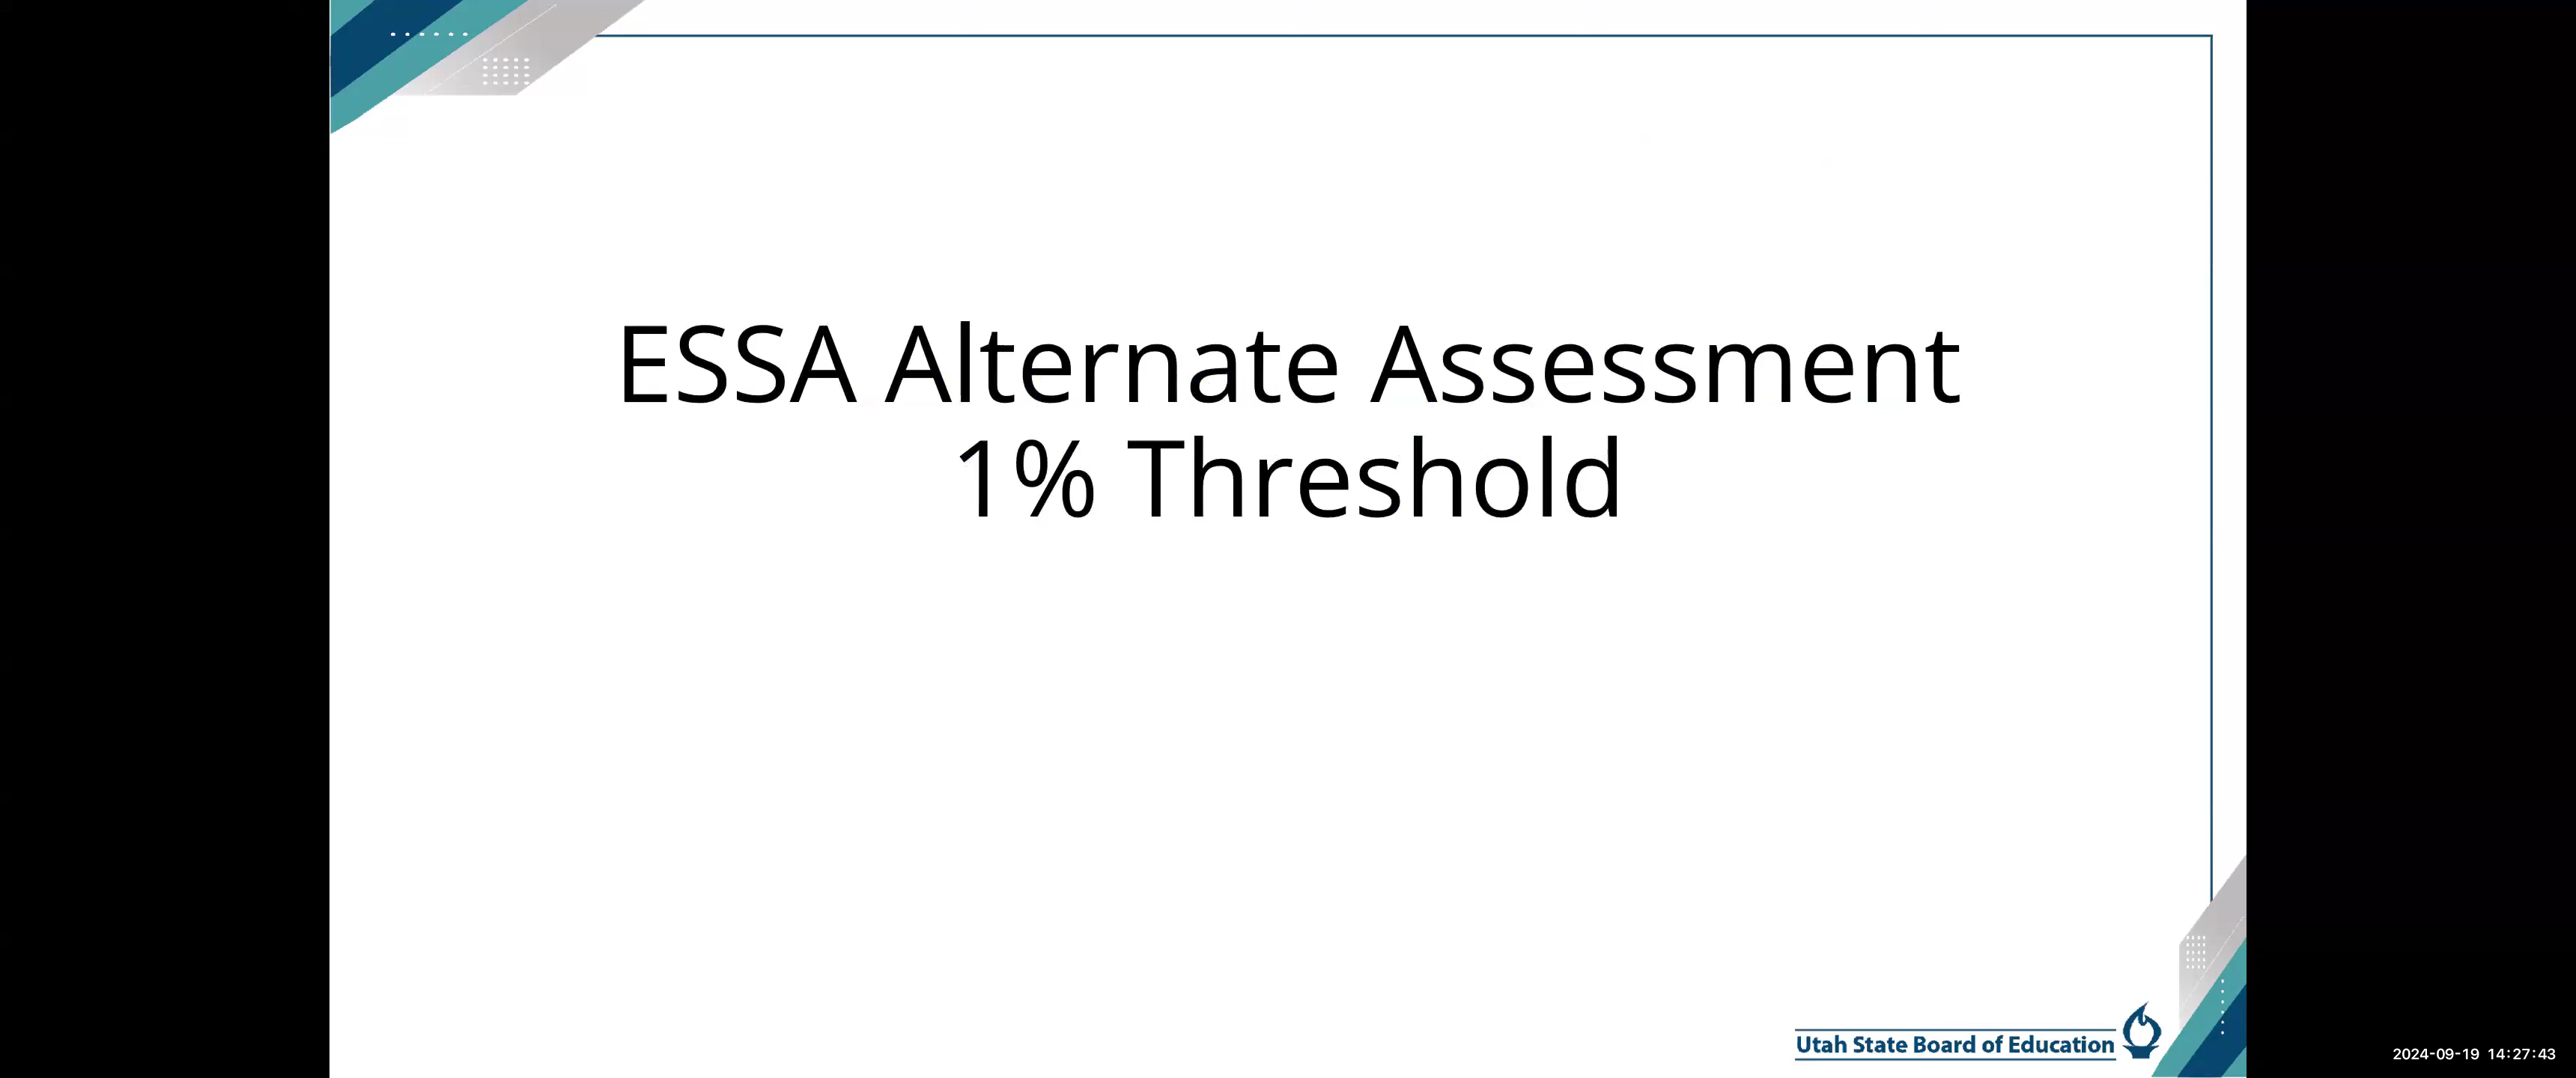 ESSA Alternate Assessment
1% Threshold
Utah State Board of Education
2024-09-19 14:27:43